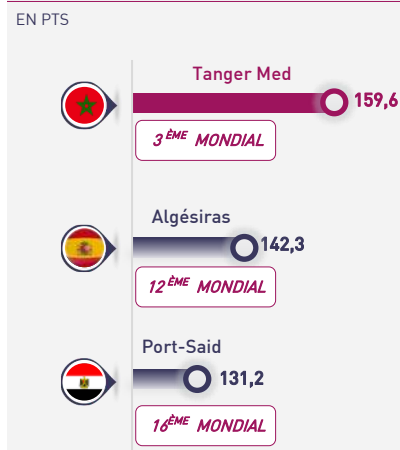 EN PTS
Tanger Med
159,6
3ÈME MONDIAL
Algésiras
142,3
12ÈME MONDIAL
Port-Said
131,2
16ÈME MONDIAL